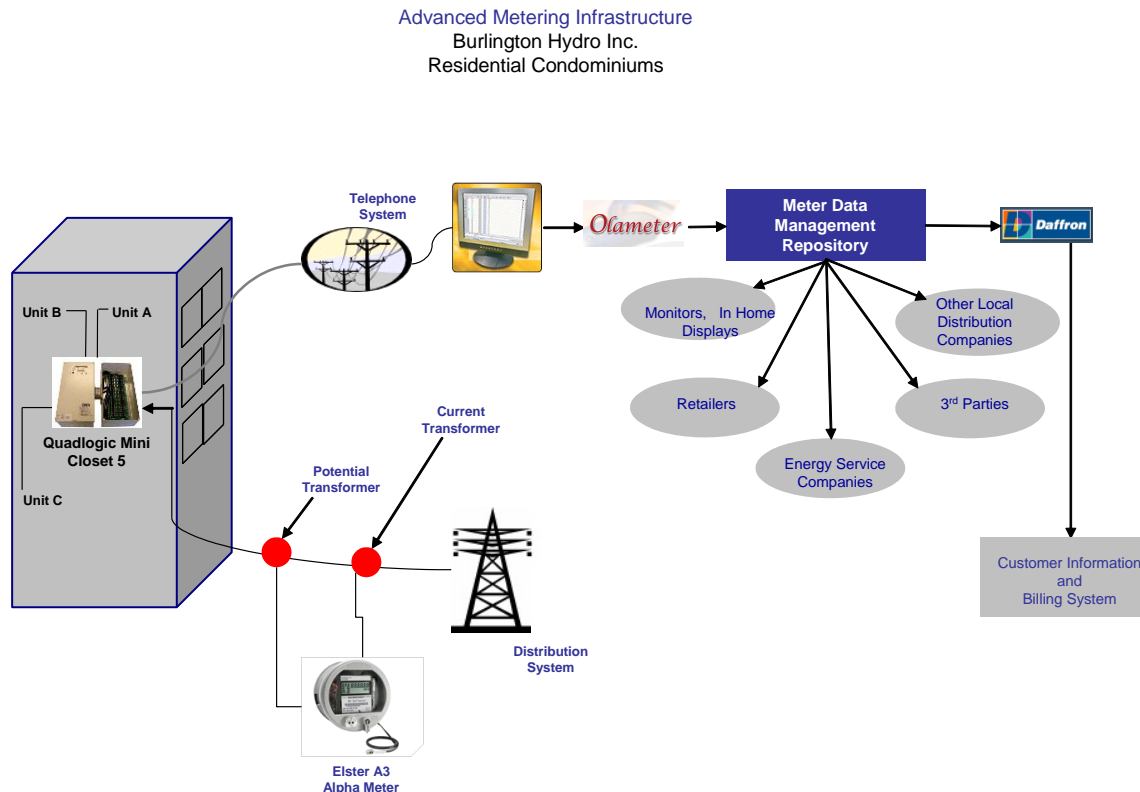 Advanced Metering Infrastructure
Burlington Hydro Inc.
Residential Condominiums
Telephone
System
Olameter
Meter Data
Management
Repository
Daffron
Unit B
Unit A
Monitors, In Home
Displays
Other Local
Distribution
Companies
Retailers
3rd Parties
Quadlogic Mini
Closet 5
Current
Transformer
Energy Service
Companies
Potential
Transformer
Unit C
Customer Information
and
Billing System
Distribution
System
Elster A3
Alpha Meter